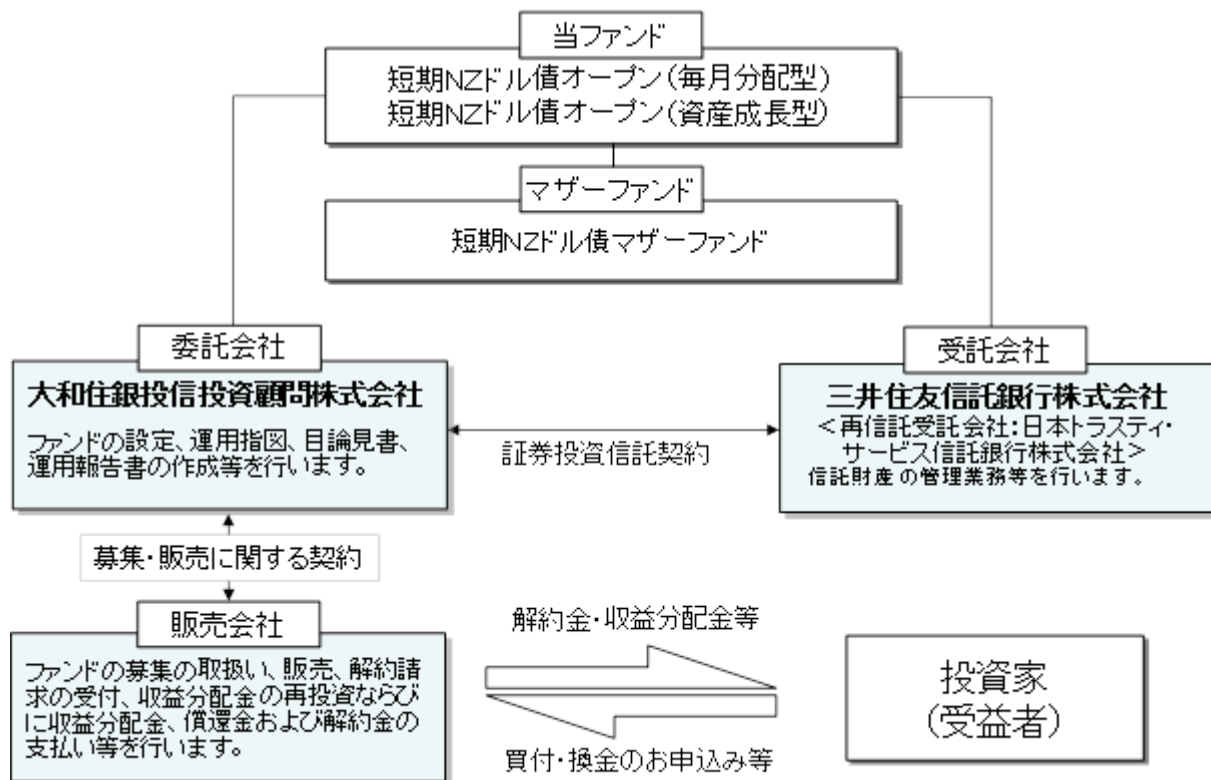 当ファンド
短期NZドル債オープン(毎月分配型)
短期NZドル債オープン(資産成長型)
マザーファンド
短期NZドル債マザーファンド
委託会社
大和住銀投信投資顧問株式会社
ファンドの設定、運用指図、目論見書、
運用報告書の作成等を行います。
証券投資信託契約
受託会社
三井住友信託銀行株式会社
<再信託受託会社:日本トラスティ・
サービス信託銀行株式会社>
信託財産の管理業務等を行います。
募集・販売に関する契約
販売会社
ファンドの募集の取扱い、販売、解約請
求の受付、収益分配金の再投資ならび
に収益分配金、償還金および解約金の
支払い等を行います。
解約金・収益分配金等
買付・換金のお申込み等
投資家
(受益者)